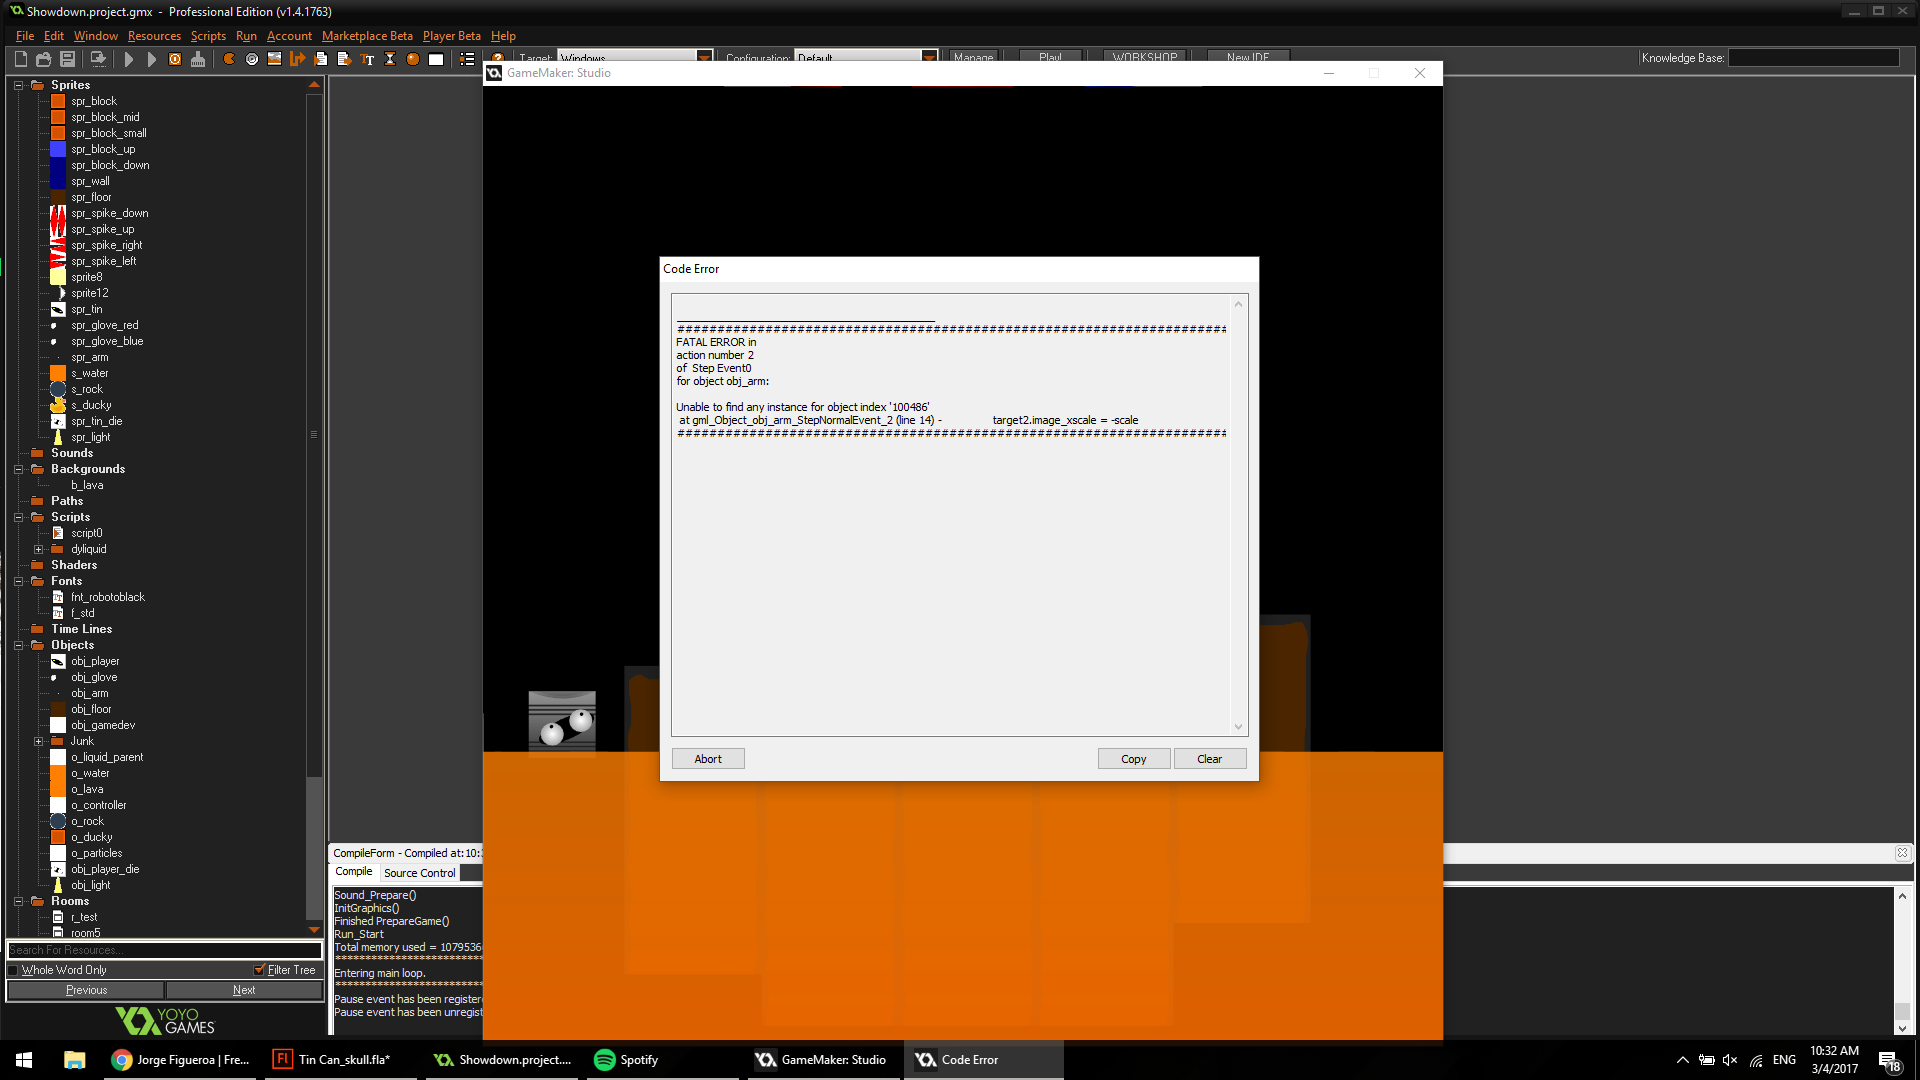 Showdown.project.gmx - Professional Edition (v1.4.1763)
File Edit Window Resources Scripts Run Account Marketplace Beta Player Beta Help
Target: Windows Configuration: Default Manage Play! WORKSHOP New IDE Knowledge Base:
Sprites
spr_block
spr_block_mid
spr_block_small
spr_block_up
spr_block_down
spr_wall
spr_floor
spr_spike_down
spr_spike_up
spr_spike_right
spr_spike_left
sprite8
sprite12
spr_tin
spr_glove_red
spr_glove_blue
spr_arm
s_water
s_rock
s_ducky
spr_tin_die
spr_light
Sounds
Backgrounds
b_lava
Paths
Scripts
script0
dyliquid
Shaders
Fonts
fnt_robotoblack
f_std
Time Lines
Objects
obj_player
obj_glove
obj_arm
obj_floor
obj_gamedev
Junk
o_liquid_parent
o_water
o_lava
o_controller
o_rock
o_ducky
o_particles
obj_player_die
obj_light
Rooms
r_test
room5
Search For Resources...
Whole Word Only Filter Tree
Previous Next
YOYO
GAMES
GameMaker: Studio
Code Error
FATAL ERROR in
action number 2
of Step Event0
for object obj_arm:
Unable to find any instance for object index '100486'
at gml_Object_obj_arm_StepNormalEvent_2 (line 14) - target2.image_xscale = -scale
Abort Copy Clear
CompileForm - Compiled at:10:
Compile Source Control
Sound_Prepare()
InitGraphics()
Finished PrepareGame()
Run_Start
Total memory used = 1079536
Entering main loop.
Pause event has been register
Pause event has been unregist
Jorge Figueroa | Fre... Tin Can_skull.fla* Showdown.project.... Spotify GameMaker: Studio Code Error
ENG 10:32 AM
3/4/2017
18